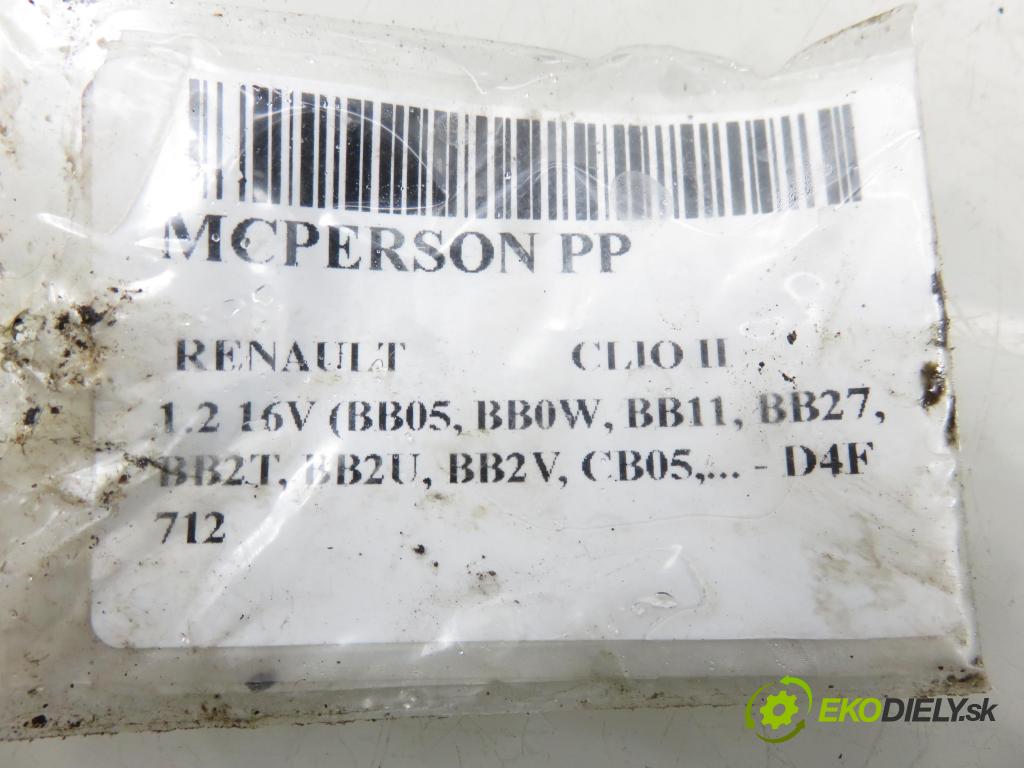 MCPERSON PP
RENAULT CLIO II
1.2 16V (BB05, BB0W, BB11, BB27,
BB2T, BB2U, BB2V, CB05,... - D4F
712
EKODIELY.sk